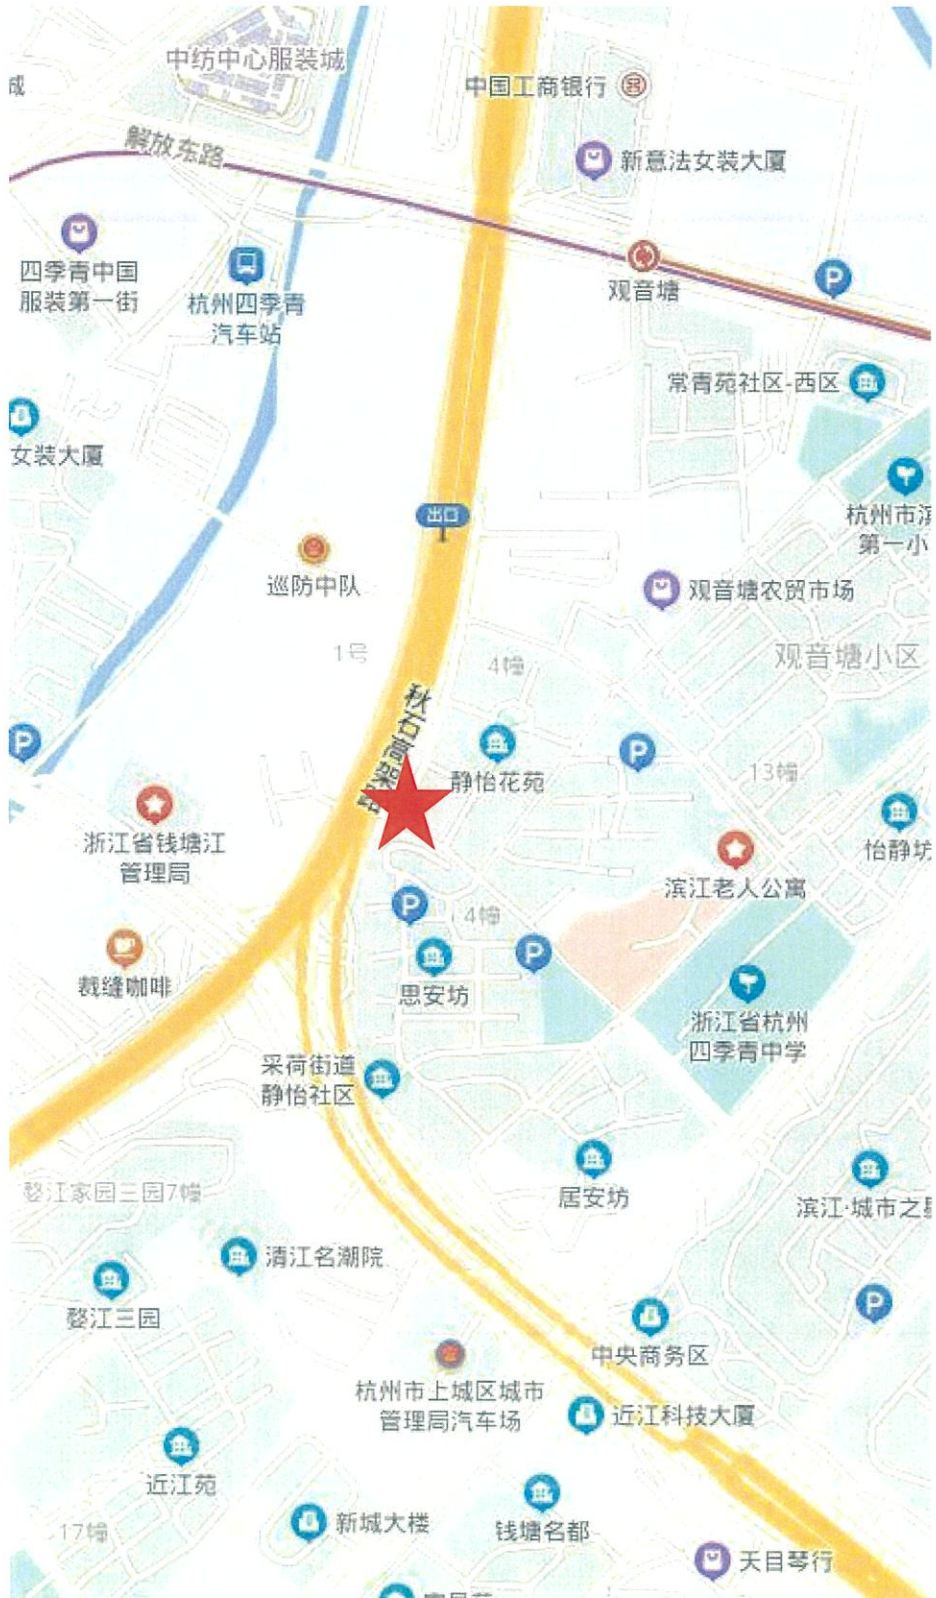 中纺中心服装城
城
中国工商银行
解放东路
新意法女装大厦
四季青中国
服装第一街
杭州四季青
汽车站
观音塘
P
常青苑社区-西区
女装大厦
杭州市滨
第一小
出口
巡防中队
观音塘农贸市场
1号
4幢
观音塘小区
秋石高架路
P
静怡花苑
P
13幢
浙江省钱塘江
管理局
怡静坊
滨江老人公寓
P
4幢
裁缝咖啡
思安坊
P
浙江省杭州
四季青中学
采荷街道
静怡社区
婺江家园三园7幢
居安坊
滨江·城市之星
清江名潮院
婺江三园
P
中央商务区
杭州市上城区城市
管理局汽车场
近江科技大厦
近江苑
17幢
新城大楼
钱塘名都
天目琴行